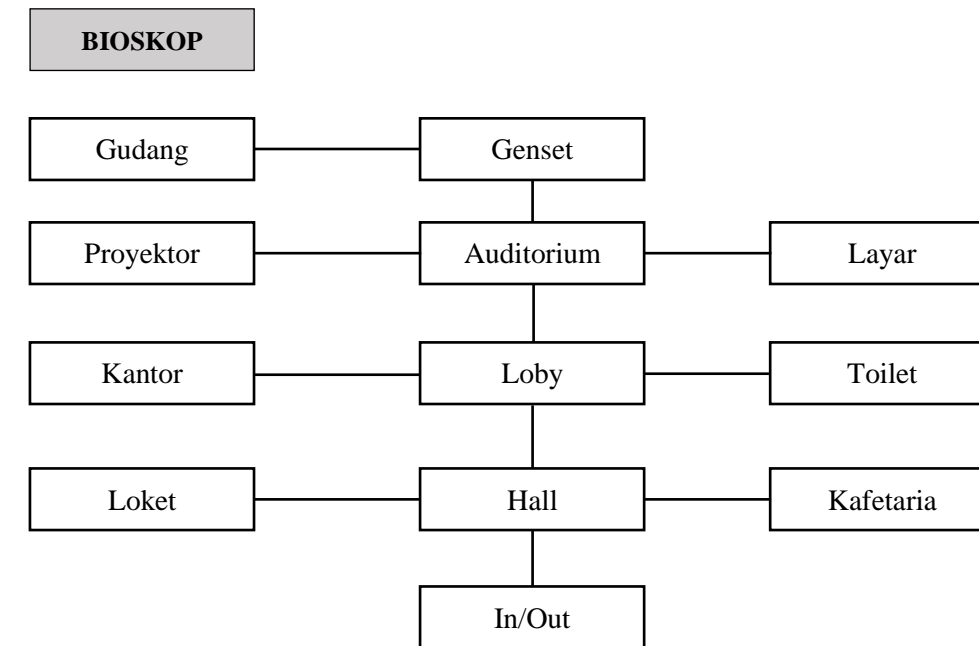 BIOSKOP
Gudang
Genset
Proyektor
Auditorium
Layar
Kantor
Loby
Toilet
Loket
Hall
Kafetaria
In/Out